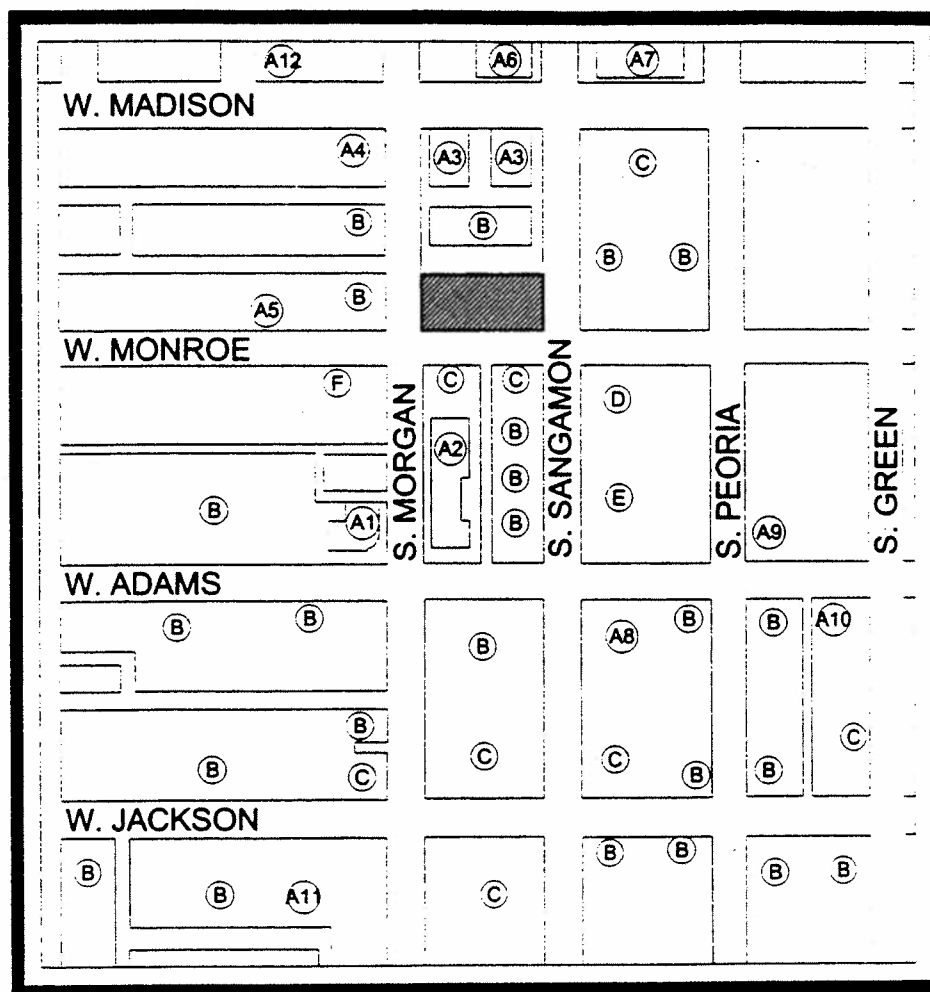 A12 A6 A7
W. MADISON
A4 A3 A3 C
B B B B
A5 B
W. MONROE
F C C D
A2 B
B E
B A1 B A9
S. MORGAN
S. SANGAMON
S. PEORIA
S. GREEN
W. ADAMS
B B B A8 B B A10
B B C C C
B C B B
W. JACKSON
B B B B B
B A11 C